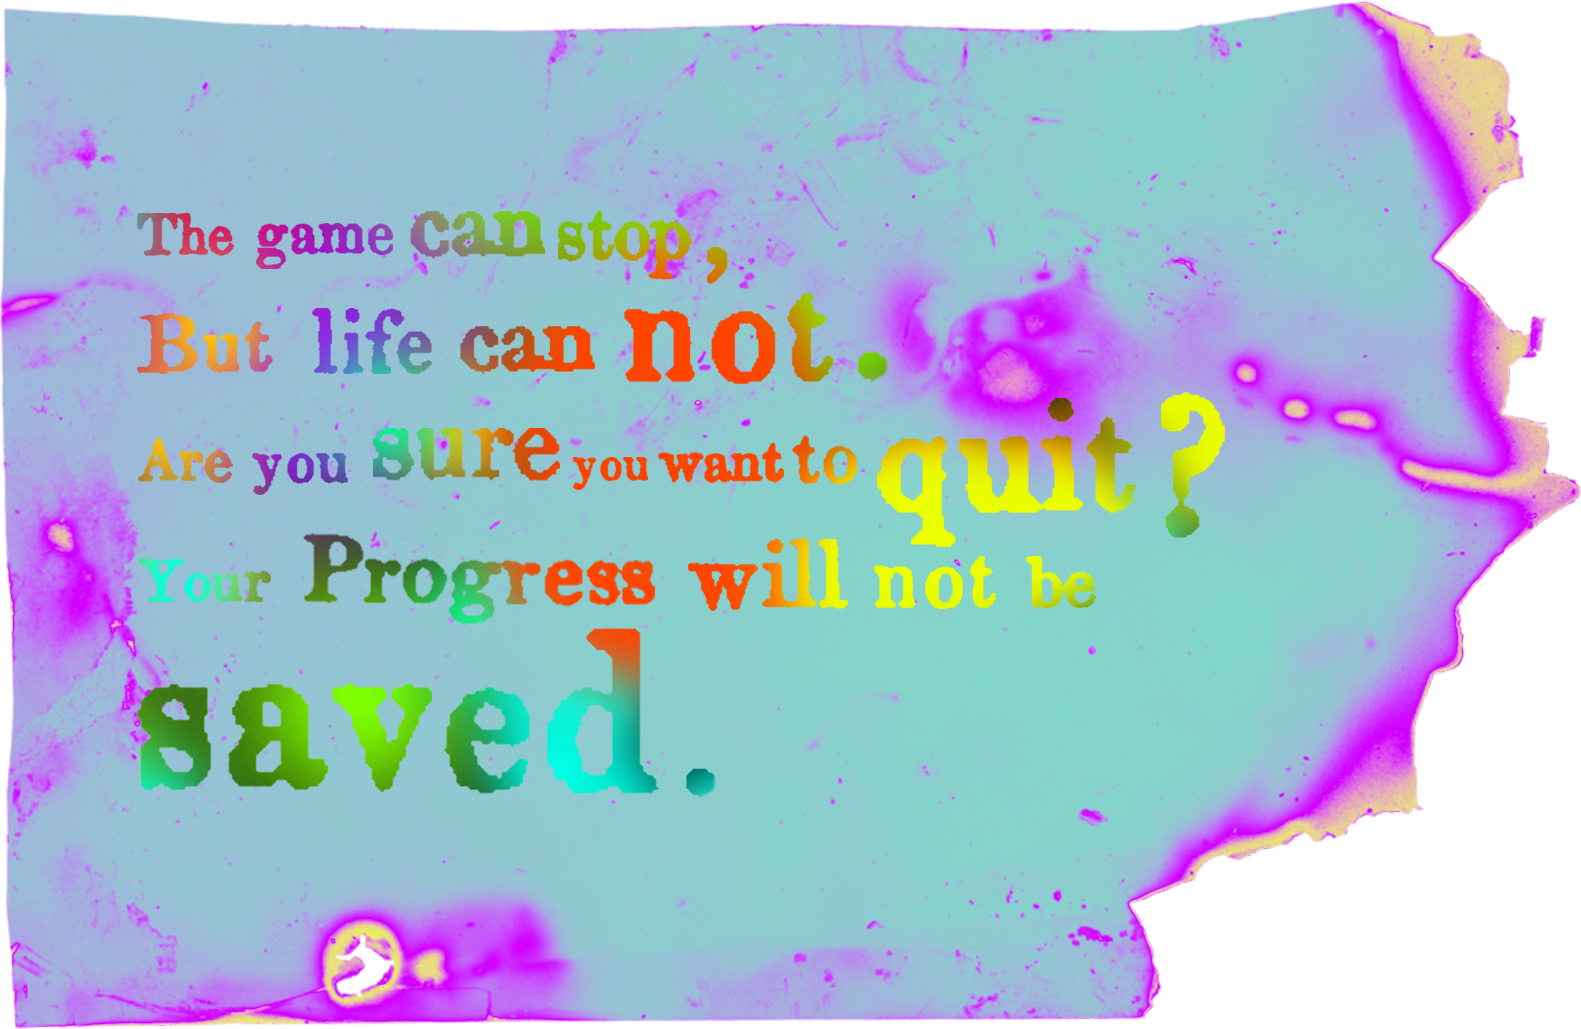 The game can stop,
But life can not.
Are you sure you want to quit?
Your Progress will not be
saved.